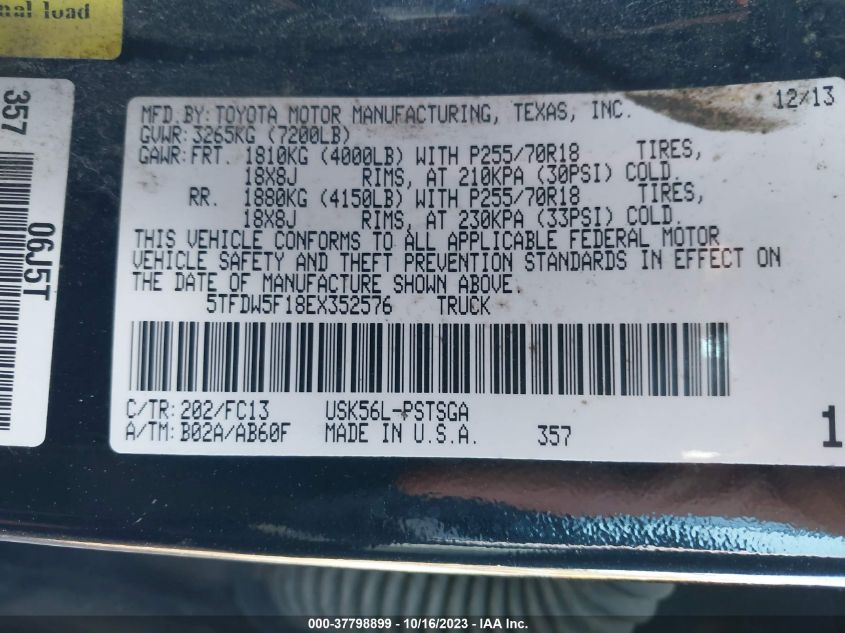 nal load
357
06J5T
MFD.BY:TOYOTA MOTOR MANUFACTURING, TEXAS, INC. 12/13
GVWR:3265KG (7200LB)
GAWR:FRT. 1810KG (4000LB) WITH P255/70R18 TIRES,
18X8J RIMS, AT 210KPA (30PSI) COLD.
RR. 1880KG (4150LB) WITH P255/70R18 TIRES,
18X8J RIMS, AT 230KPA (33PSI) COLD.
THIS VEHICLE CONFORMS TO ALL APPLICABLE FEDERAL MOTOR
VEHICLE SAFETY AND THEFT PREVENTION STANDARDS IN EFFECT ON
THE DATE OF MANUFACTURE SHOWN ABOVE.
5TFDW5F18EX352576 TRUCK
C/TR:202/FC13 USK56L-PSTSGA
A/TM:B02A/AB60F MADE IN U.S.A. 357
1
000-37798899 - 10/16/2023 - IAA Inc.